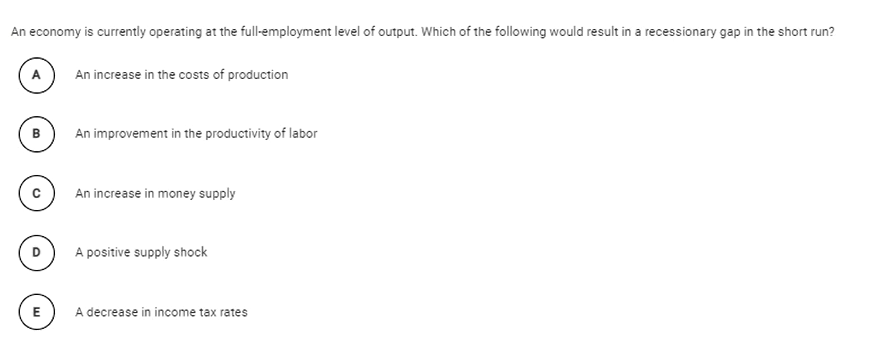 An economy is currently operating at the full-employment level of output. Which of the following would result in a recessionary gap in the short run?
A An increase in the costs of production
B An improvement in the productivity of labor
C An increase in money supply
D A positive supply shock
E A decrease in income tax rates